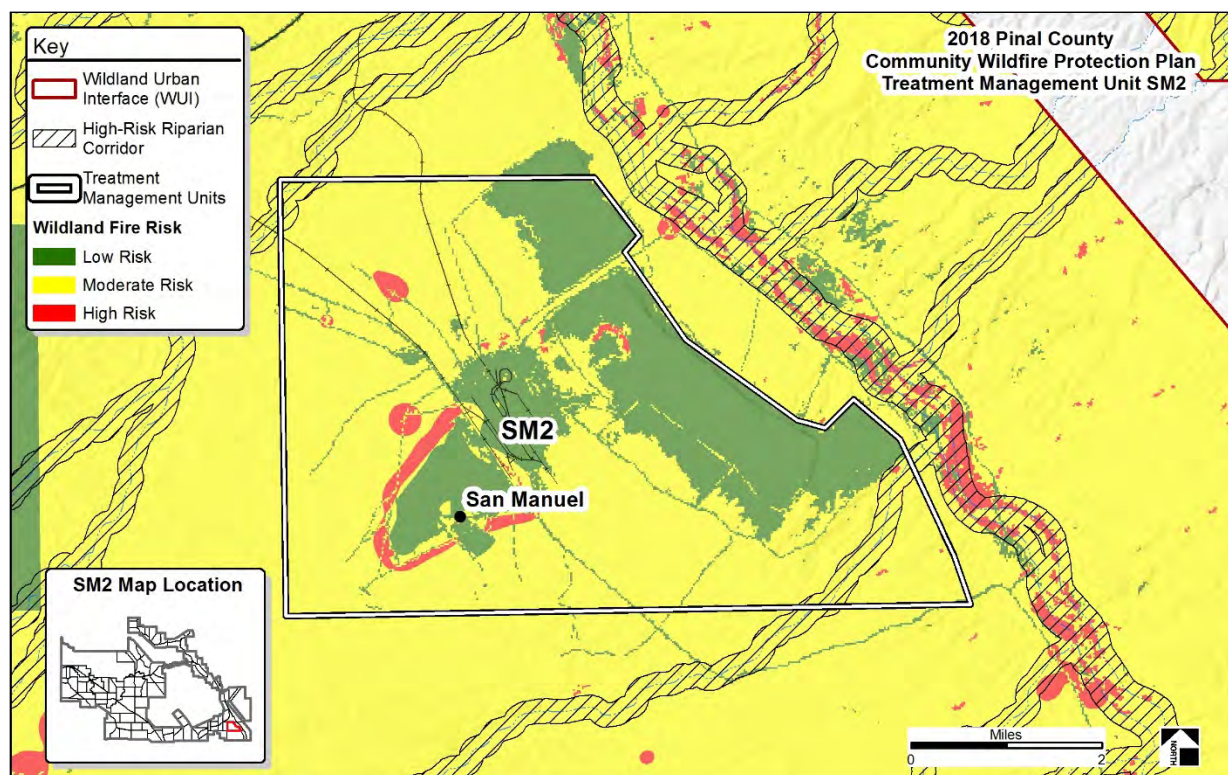 Key
Wildland Urban
Interface (WUI)
High-Risk Riparian
Corridor
Treatment
Management Units
Wildland Fire Risk
Low Risk
Moderate Risk
High Risk
2018 Pinal County
Community Wildfire Protection Plan
Treatment Management Unit SM2
SM2
San Manuel
SM2 Map Location
Miles
0
2
NORTH